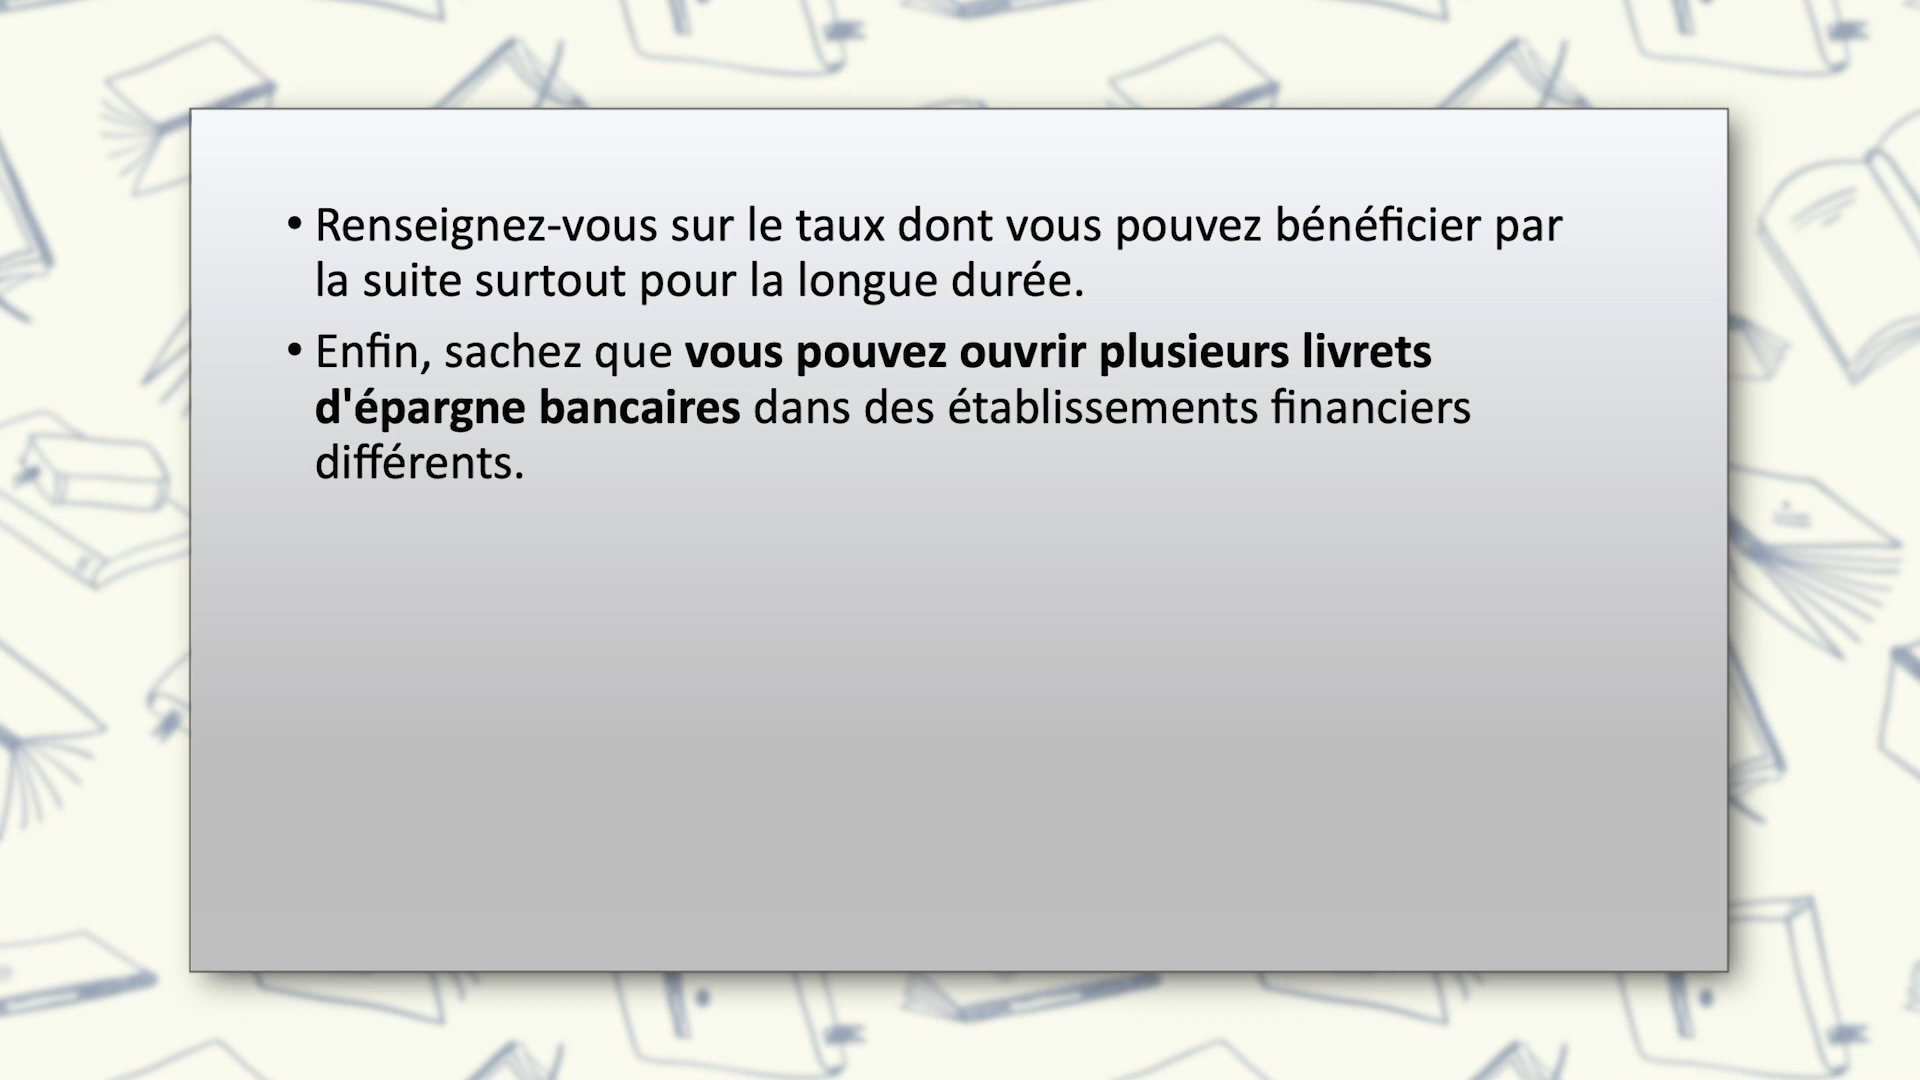 • Renseignez-vous sur le taux dont vous pouvez bénéficier par
la suite surtout pour la longue durée.
• Enfin, sachez que vous pouvez ouvrir plusieurs livrets
d'épargne bancaires dans des établissements financiers
différents.